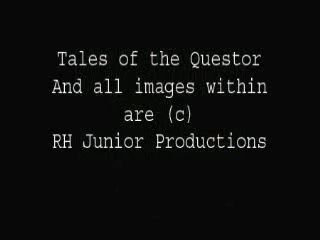 Tales of the Questor
And all images within
are (c)
RH Junior Productions